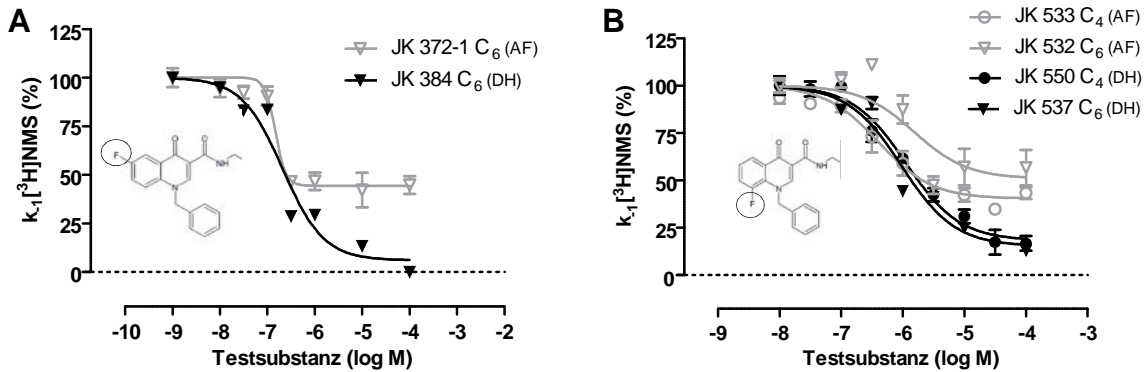 A
JK 372-1 C6 (AF)
JK 384 C6 (DH)
k-1[3H]NMS (%)
125
100
75
50
25
0
F
O
O
NH
N
-10 -9 -8 -7 -6 -5 -4 -3 -2
Testsubstanz (log M)
B
JK 533 C4 (AF)
JK 532 C6 (AF)
JK 550 C4 (DH)
JK 537 C6 (DH)
k-1[3H]NMS (%)
125
100
75
50
25
0
O
O
NH
N
F
-9 -8 -7 -6 -5 -4 -3
Testsubstanz (log M)